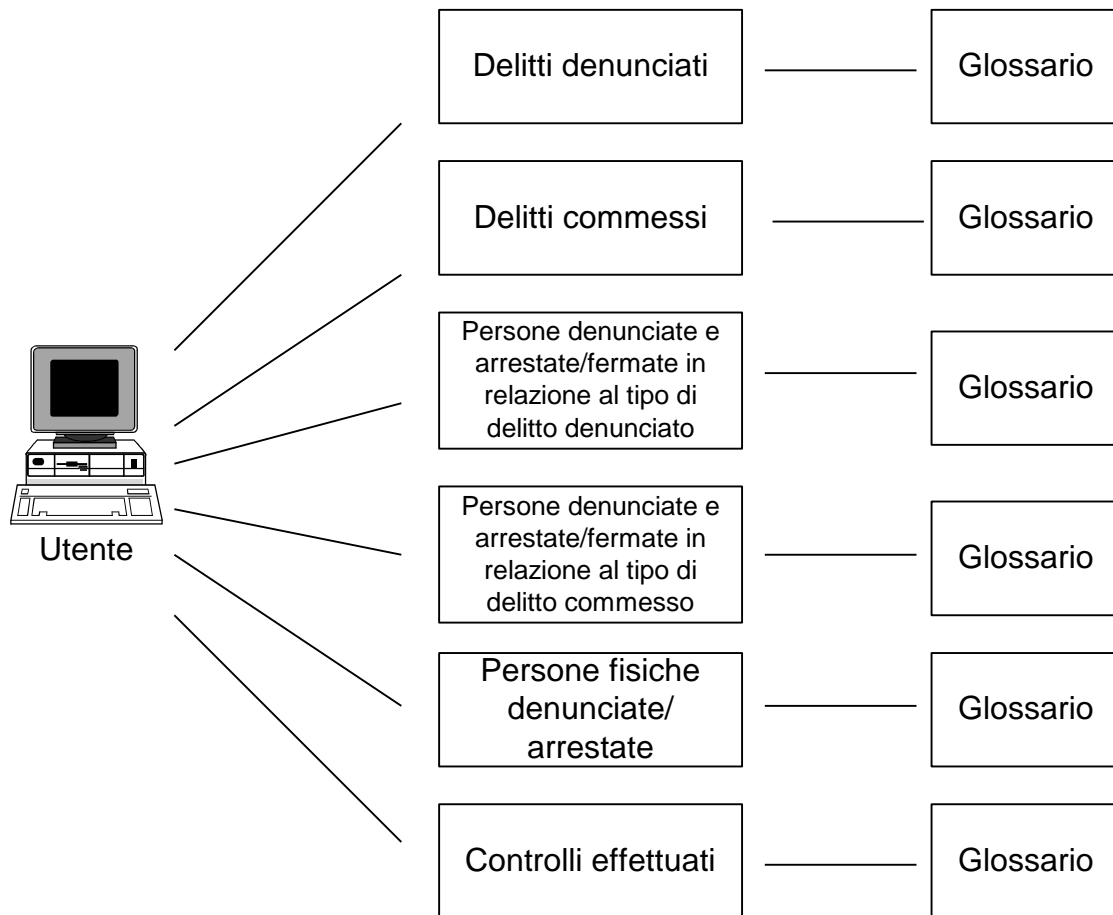 Delitti denunciati
Glossario
Delitti commessi
Glossario
Persone denunciate e
arrestate/fermate in
relazione al tipo di
delitto denunciato
Glossario
Utente
Persone denunciate e
arrestate/fermate in
relazione al tipo di
delitto commesso
Glossario
Persone fisiche
denunciate/
arrestate
Glossario
Controlli effettuati
Glossario